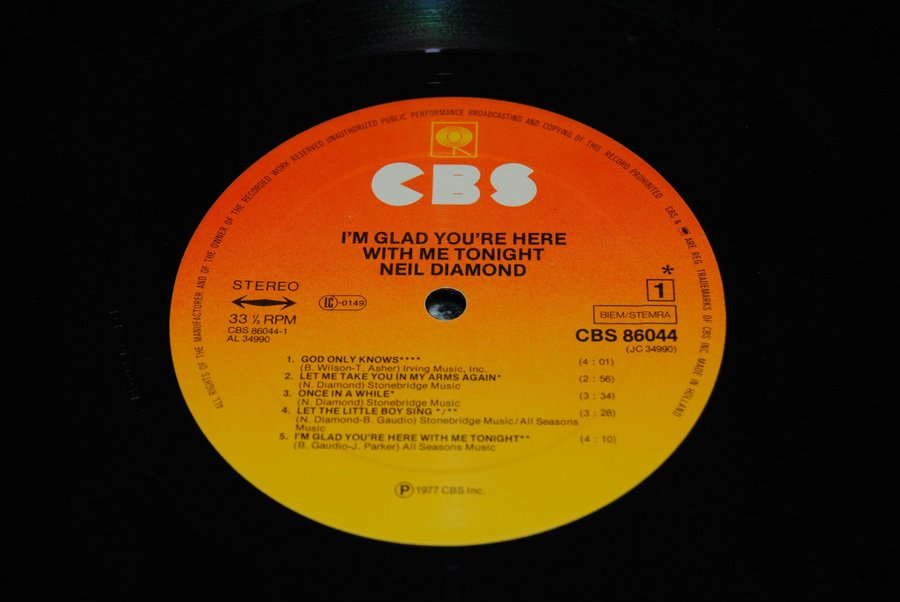 ALL RIGHTS OF THE MANUFACTURER AND OF THE OWNER OF THE RECORDED WORK RESERVED UNAUTHORIZED PUBLIC PERFORMANCE BROADCASTING AND COPYING OF THIS RECORD PROHIBITED CBS & ARE REG. TRADEMARKS OF CBS INC. MADE IN HOLLAND
CBS
I'M GLAD YOU'RE HERE
WITH ME TONIGHT
NEIL DIAMOND
STEREO
LC-0149
33 ⅓ RPM
CBS 86044-1
AL 34990
*
1
BIEM/STEMRA
CBS 86044
(JC 34990)
1. GOD ONLY KNOWS**** (4 : 01)
(B. Wilson-T. Asher) Irving Music, Inc.
2. LET ME TAKE YOU IN MY ARMS AGAIN* (2 : 56)
(N. Diamond) Stonebridge Music
3. ONCE IN A WHILE* (3 : 34)
(N. Diamond) Stonebridge Music
4. LET THE LITTLE BOY SING */** (3 : 28)
(N. Diamond-B. Gaudio) Stonebridge Music/All Seasons
Music
5. I'M GLAD YOU'RE HERE WITH ME TONIGHT** (4 : 10)
(B. Gaudio-J. Parker) All Seasons Music
Ⓟ 1977 CBS Inc.